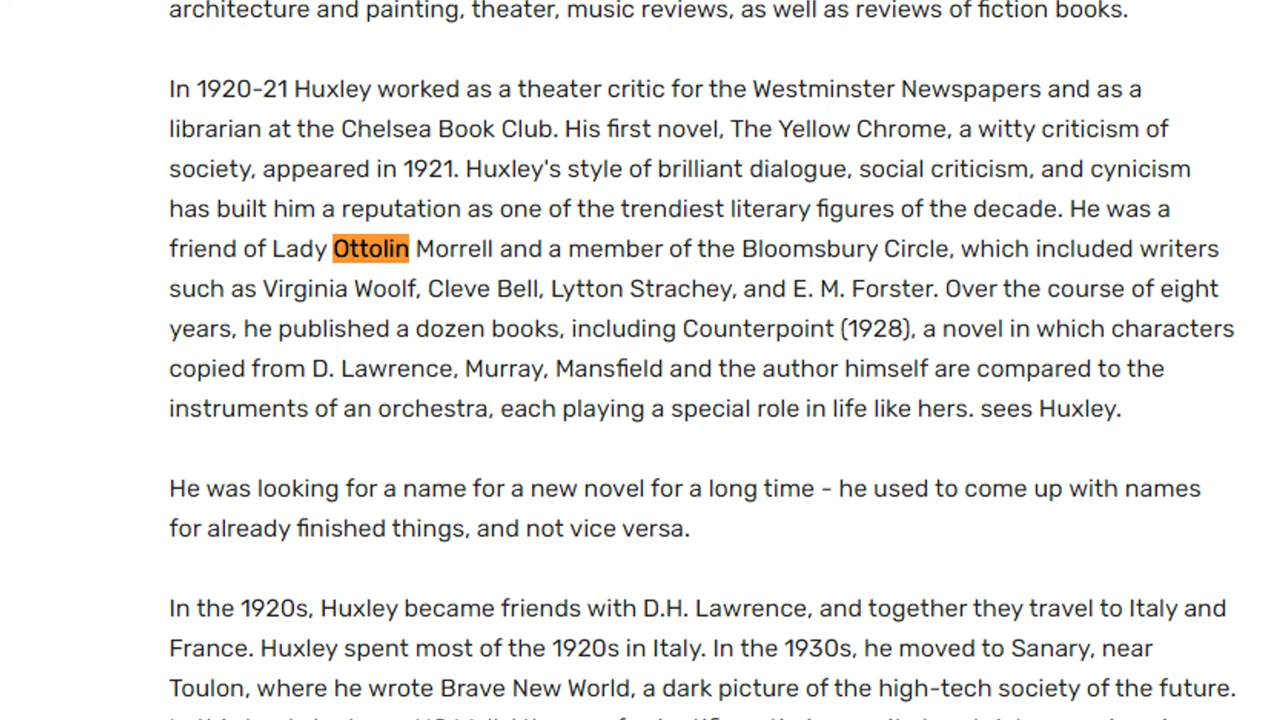 architecture and painting, theater, music reviews, as well as reviews of fiction books.
In 1920-21 Huxley worked as a theater critic for the Westminster Newspapers and as a
librarian at the Chelsea Book Club. His first novel, The Yellow Chrome, a witty criticism of
society, appeared in 1921. Huxley's style of brilliant dialogue, social criticism, and cynicism
has built him a reputation as one of the trendiest literary figures of the decade. He was a
friend of Lady Ottolin Morrell and a member of the Bloomsbury Circle, which included writers
such as Virginia Woolf, Cleve Bell, Lytton Strachey, and E. M. Forster. Over the course of eight
years, he published a dozen books, including Counterpoint (1928), a novel in which characters
copied from D. Lawrence, Murray, Mansfield and the author himself are compared to the
instruments of an orchestra, each playing a special role in life like hers. sees Huxley.
He was looking for a name for a new novel for a long time - he used to come up with names
for already finished things, and not vice versa.
In the 1920s, Huxley became friends with D.H. Lawrence, and together they travel to Italy and
France. Huxley spent most of the 1920s in Italy. In the 1930s, he moved to Sanary, near
Toulon, where he wrote Brave New World, a dark picture of the high-tech society of the future.